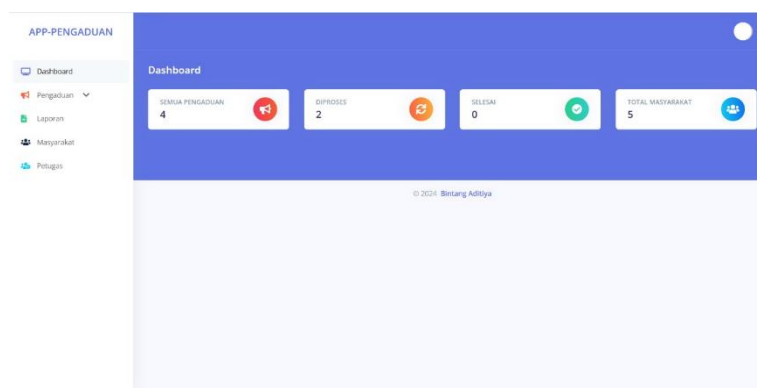 APP-PENGADUAN
Dashboard
Pengaduan
Laporan
Masyarakat
Petugas
Dashboard
SEMUA PENGADUAN
4
DIPROSES
2
SELESAI
0
TOTAL MASYARAKAT
5
© 2024 Bintang Aditiya